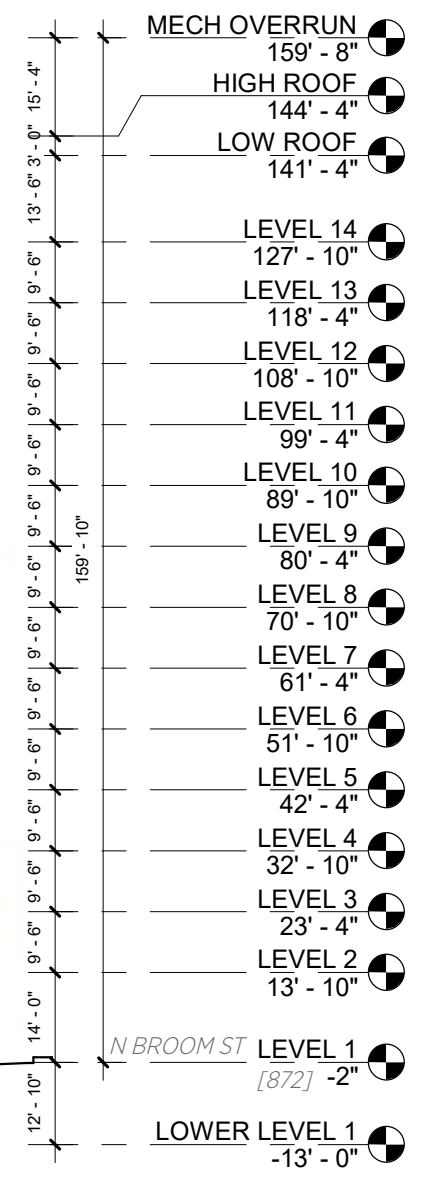 MECH OVERRUN
159' - 8"
15' - 4"
HIGH ROOF
144' - 4"
3' - 0"
LOW ROOF
141' - 4"
13' - 6"
LEVEL 14
127' - 10"
9' - 6"
LEVEL 13
118' - 4"
9' - 6"
LEVEL 12
108' - 10"
9' - 6"
LEVEL 11
99' - 4"
9' - 6"
LEVEL 10
89' - 10"
9' - 6"
159' - 10"
LEVEL 9
80' - 4"
9' - 6"
LEVEL 8
70' - 10"
9' - 6"
LEVEL 7
61' - 4"
9' - 6"
LEVEL 6
51' - 10"
9' - 6"
LEVEL 5
42' - 4"
9' - 6"
LEVEL 4
32' - 10"
9' - 6"
LEVEL 3
23' - 4"
9' - 6"
LEVEL 2
13' - 10"
14' - 0"
N BROOM ST LEVEL 1
[872] -2"
12' - 10"
LOWER LEVEL 1
-13' - 0"